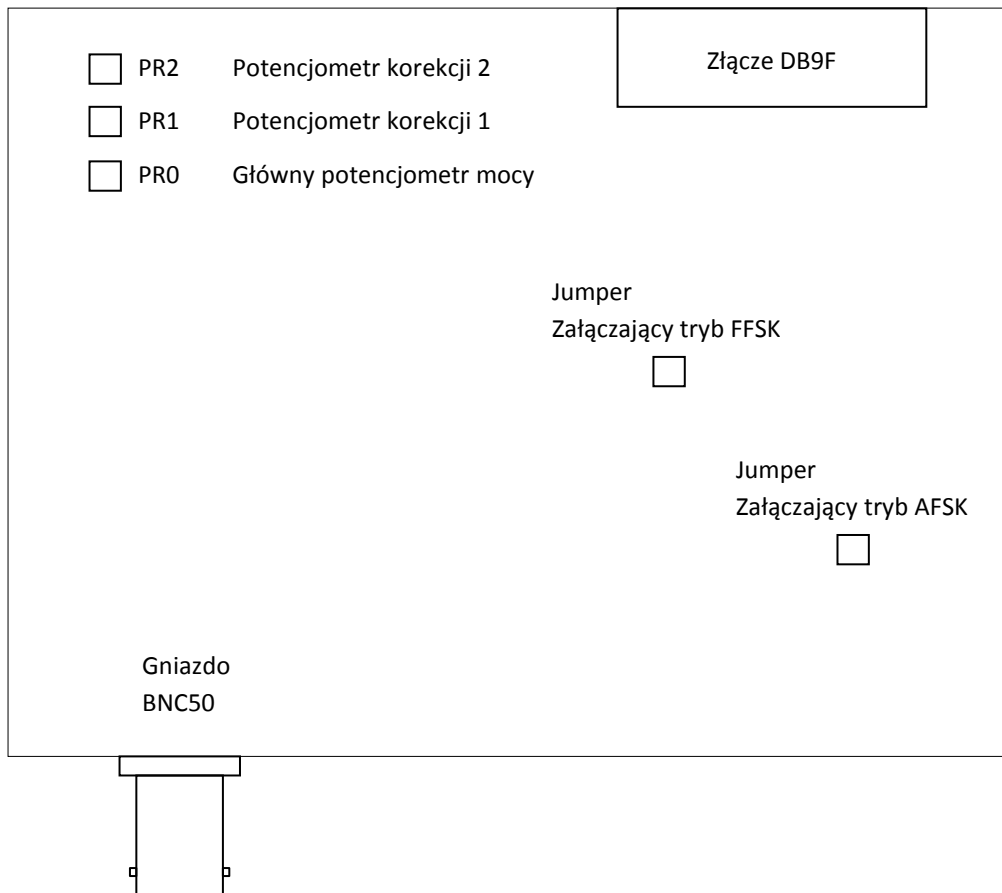 PR2 Potencjometr korekcji 2
Złącze DB9F
PR1 Potencjometr korekcji 1
PR0 Główny potencjometr mocy
Jumper
Załączający tryb FFSK
Jumper
Załączający tryb AFSK
Gniazdo
BNC50